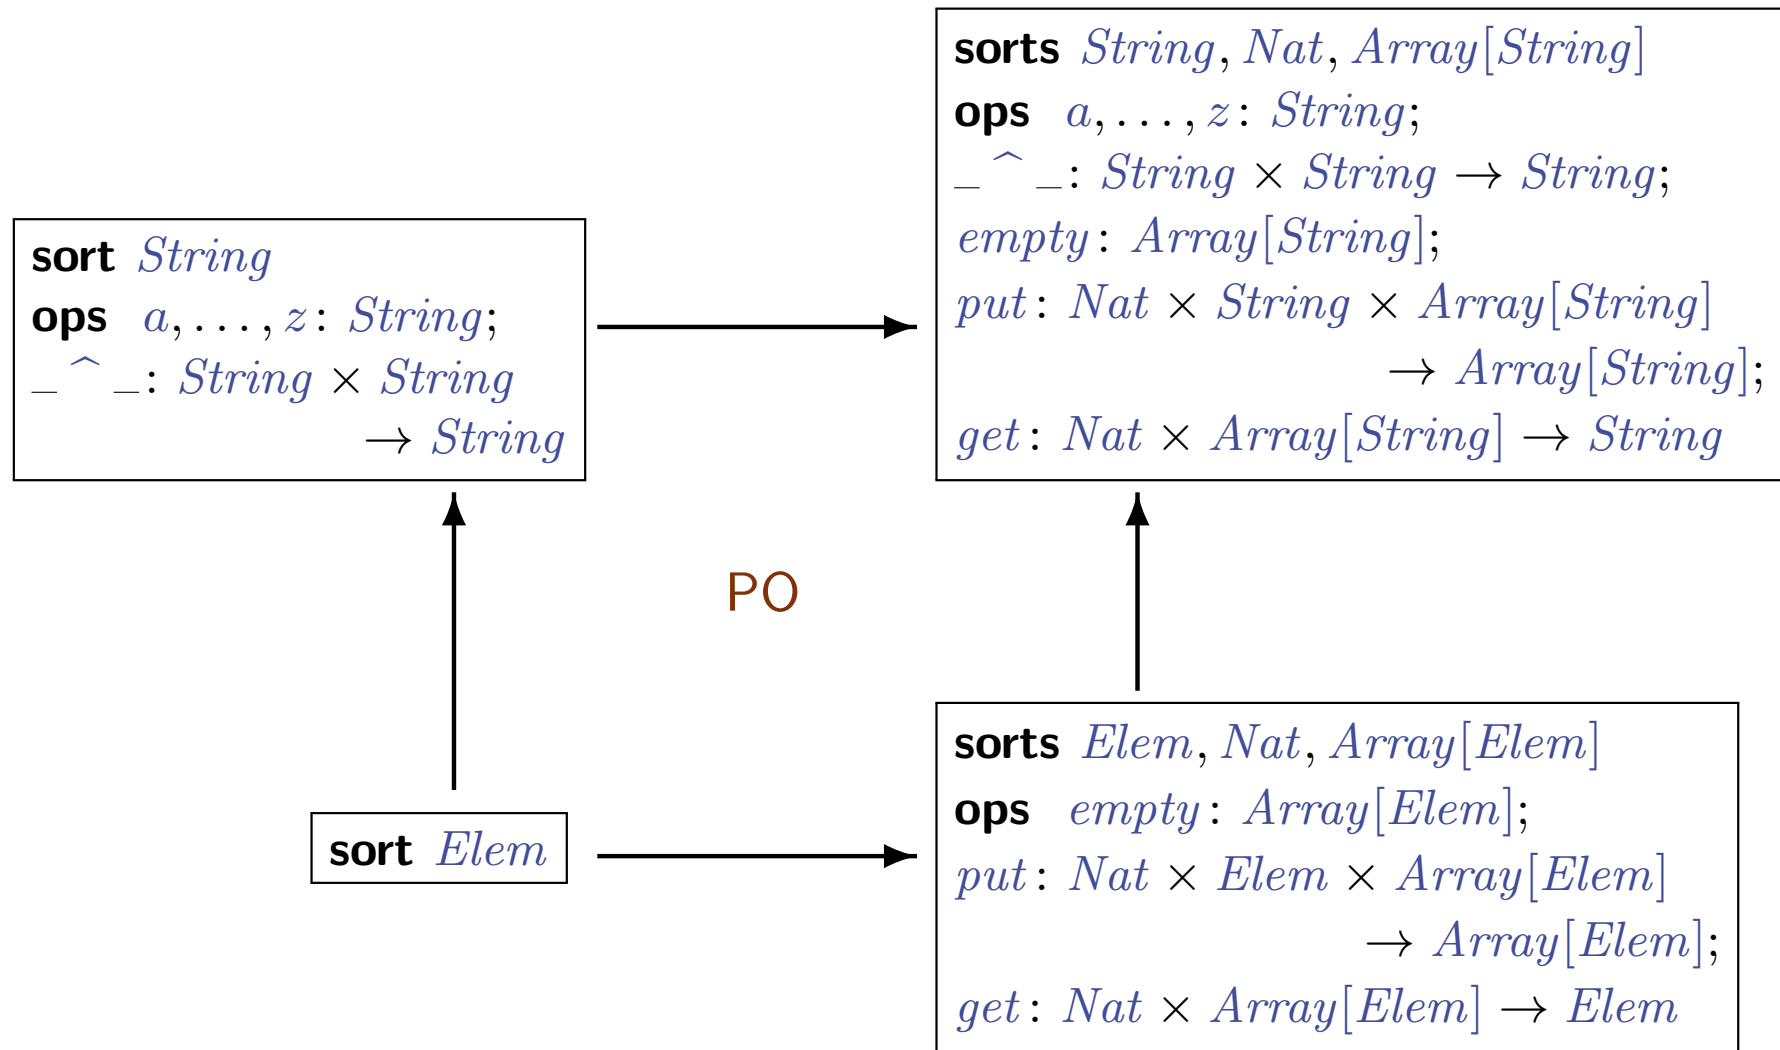 sort String
ops a, . . . , z : String;
_ ^ _ : String × String
→ String
sorts String, Nat, Array[String]
ops a, . . . , z : String;
_ ^ _ : String × String → String;
empty : Array[String];
put : Nat × String × Array[String]
→ Array[String];
get : Nat × Array[String] → String
PO
sort Elem
sorts Elem, Nat, Array[Elem]
ops empty : Array[Elem];
put : Nat × Elem × Array[Elem]
→ Array[Elem];
get : Nat × Array[Elem] → Elem